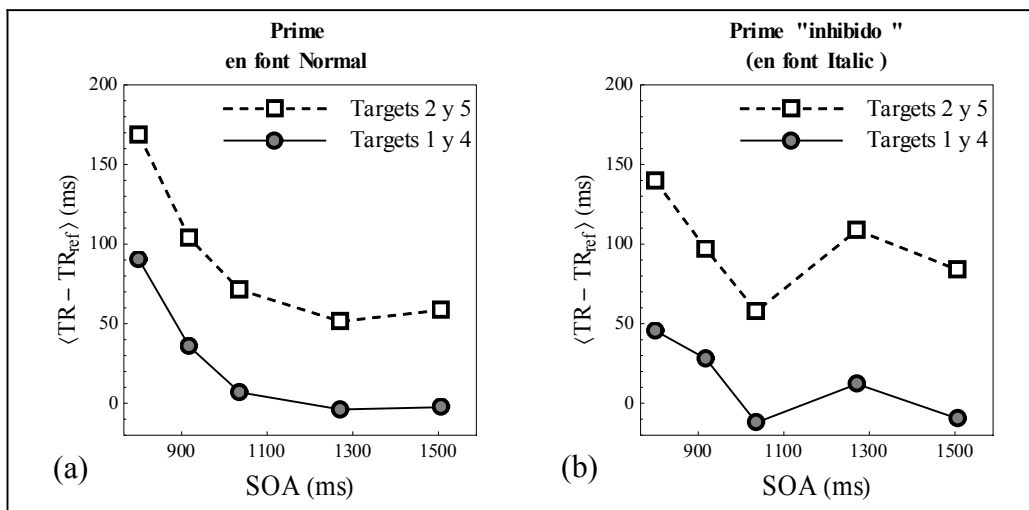 Prime
en font Normal
200
150
100
50
0
⟨TR − TRref⟩ (ms)
Targets 2 y 5
Targets 1 y 4
900 1100 1300 1500
SOA (ms)
(a)
Prime "inhibido "
(en font Italic )
200
150
100
50
0
⟨TR − TRref⟩ (ms)
Targets 2 y 5
Targets 1 y 4
900 1100 1300 1500
SOA (ms)
(b)